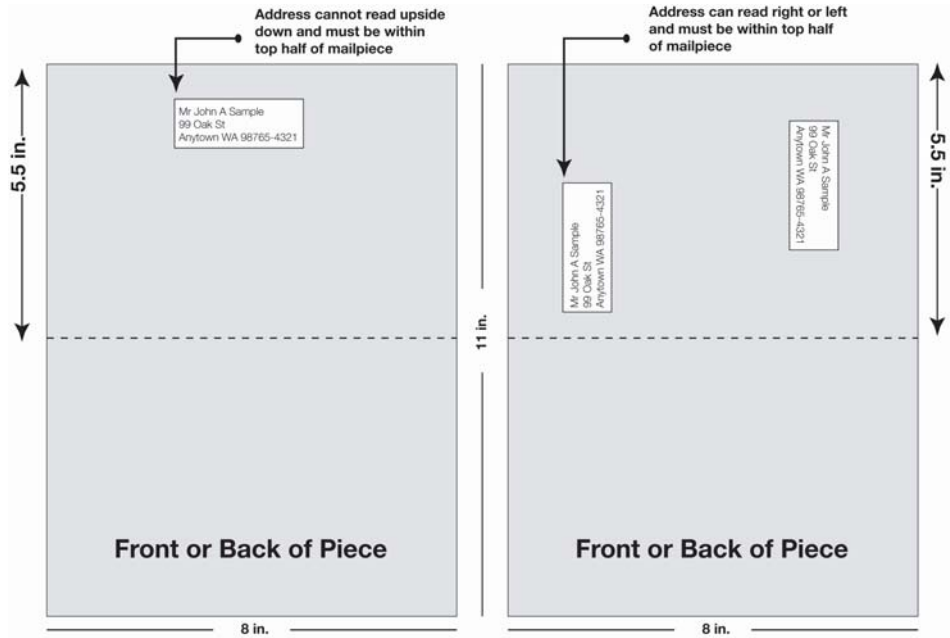 Address cannot read upside
down and must be within
top half of mailpiece
Mr John A Sample
99 Oak St
Anytown WA 98765-4321
5.5 in.
Front or Back of Piece
8 in.
11 in.
Address can read right or left
and must be within top half
of mailpiece
Mr John A Sample
99 Oak St
Anytown WA 98765-4321
Mr John A Sample
99 Oak St
Anytown WA 98765-4321
5.5 in.
Front or Back of Piece
8 in.